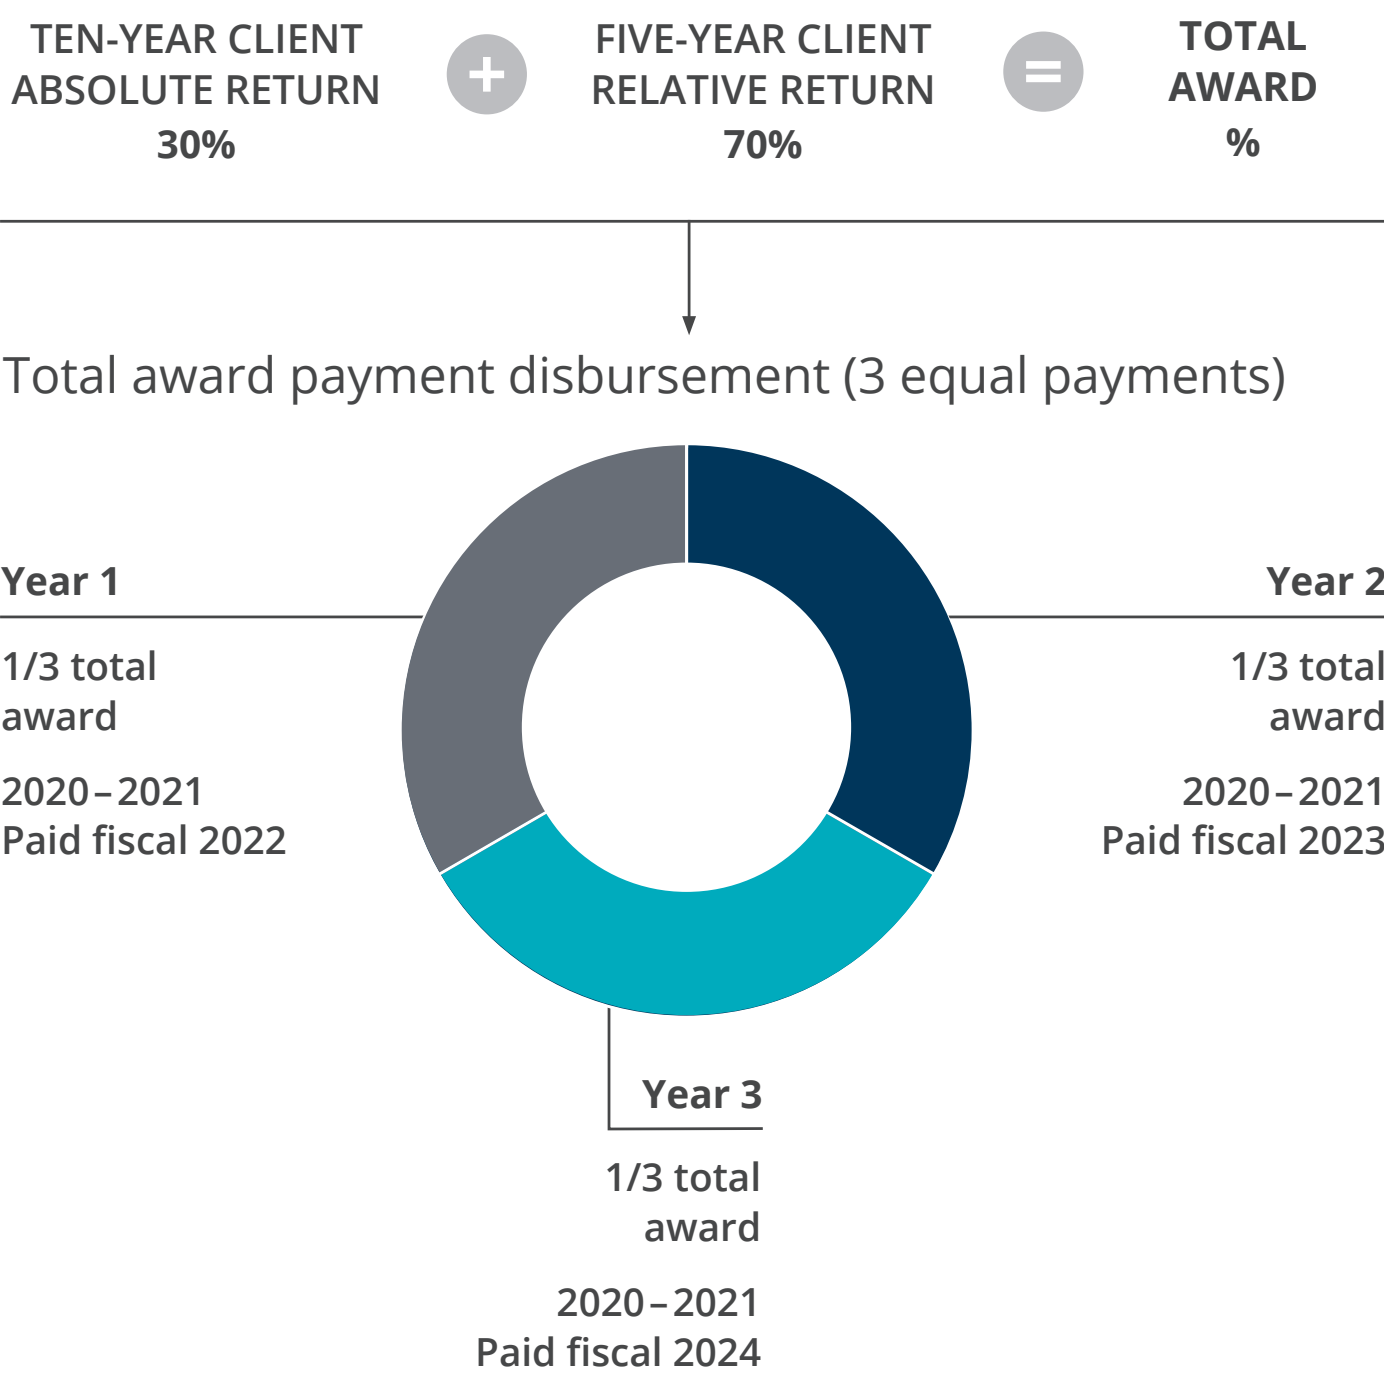 TEN-YEAR CLIENT
ABSOLUTE RETURN
30%
+
FIVE-YEAR CLIENT
RELATIVE RETURN
70%
=
TOTAL
AWARD
%
Total award payment disbursement (3 equal payments)
Year 1
1/3 total
award
2020–2021
Paid fiscal 2022
Year 2
1/3 total
award
2020–2021
Paid fiscal 2023
Year 3
1/3 total
award
2020–2021
Paid fiscal 2024